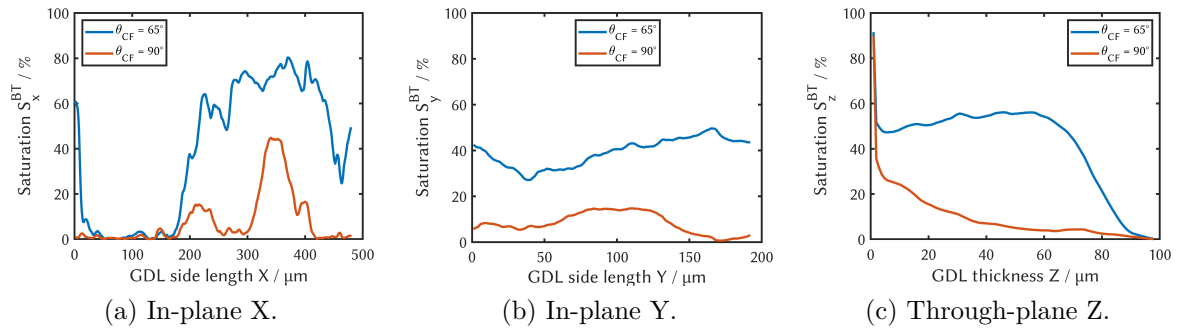 100
80
60
40
20
0
0 100 200 300 400 500
Saturation S_x^BT / %
GDL side length X / μm
θ_CF = 65°
θ_CF = 90°
(a) In-plane X.
100
80
60
40
20
0
0 50 100 150 200
Saturation S_y^BT / %
GDL side length Y / μm
θ_CF = 65°
θ_CF = 90°
(b) In-plane Y.
100
80
60
40
20
0
0 20 40 60 80 100
Saturation S_z^BT / %
GDL thickness Z / μm
θ_CF = 65°
θ_CF = 90°
(c) Through-plane Z.